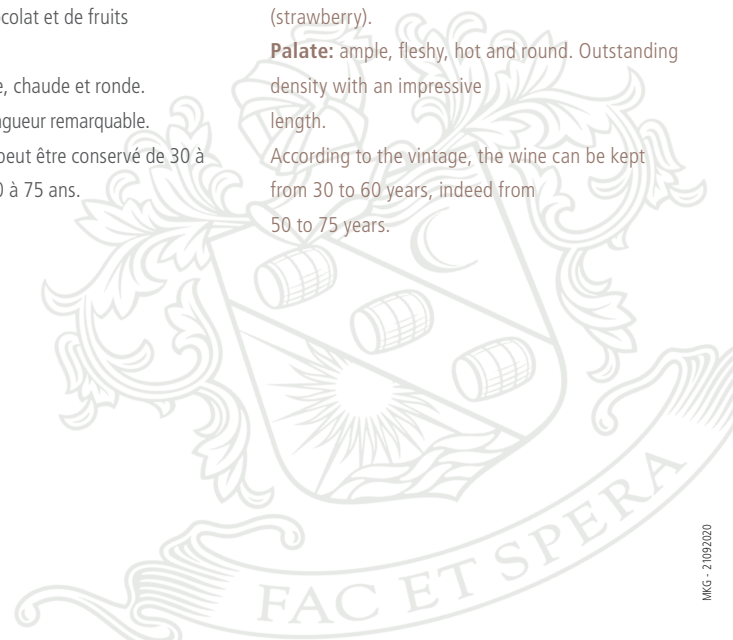 colat et de fruits
, chaude et ronde.
gueur remarquable.
peut être conservé de 30 à
à 75 ans.
(strawberry).
Palate: ample, fleshy, hot and round. Outstanding
density with an impressive
length.
According to the vintage, the wine can be kept
from 30 to 60 years, indeed from
50 to 75 years.
FAC ET SPERA
MKG - 21092020